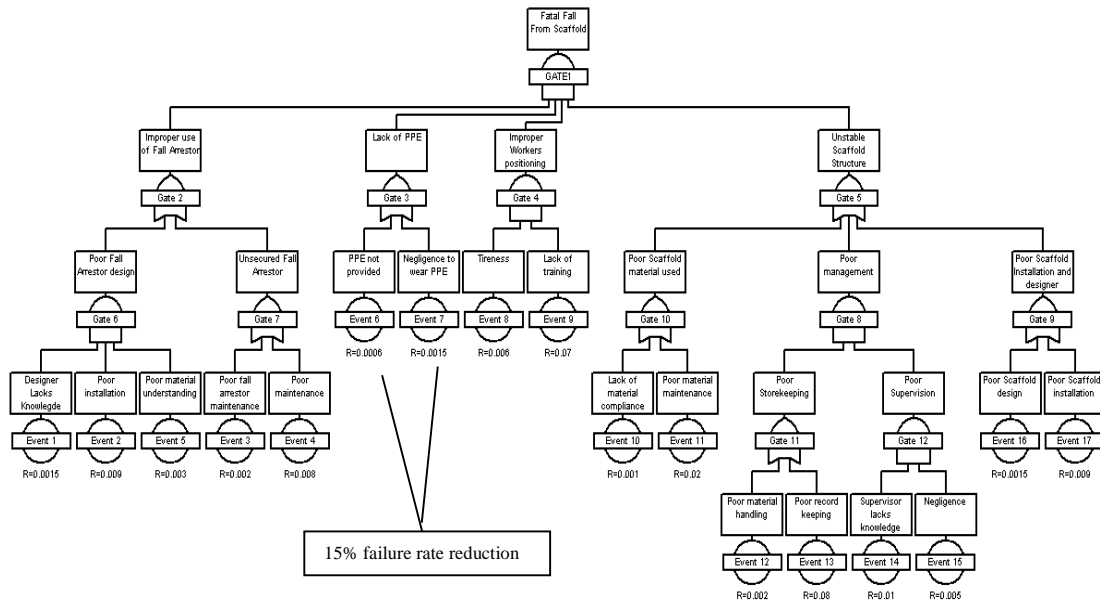 Fatal Fall
From Scaffold
GATE1
Improper use
of Fall Arrestor
Gate 2
Lack of PPE
Gate 3
Improper
Workers
positioning
Gate 4
Unstable
Scaffold
Structure
Gate 5
Poor Fall
Arrestor design
Gate 6
Unsecured Fall
Arrestor
Gate 7
PPE not
provided
Event 6
R=0.0006
Negligence to
wear PPE
Event 7
R=0.0015
Tireness
Event 8
R=0.006
Lack of
training
Event 9
R=0.07
Poor Scaffold
material used
Gate 10
Poor
management
Gate 8
Poor Scaffold
Installation and
designer
Gate 9
Designer
Lacks
Knowlegde
Event 1
R=0.0015
Poor
installation
Event 2
R=0.009
Poor material
understanding
Event 5
R=0.003
Poor fall
arrestor
maintenance
Event 3
R=0.002
Poor
maintenance
Event 4
R=0.008
Lack of
material
compliance
Event 10
R=0.001
Poor material
maintenance
Event 11
R=0.02
Poor
Storekeeping
Gate 11
Poor
Supervision
Gate 12
Poor Scaffold
design
Event 16
R=0.0015
Poor Scaffold
installation
Event 17
R=0.009
Poor material
handling
Event 12
R=0.002
Poor record
keeping
Event 13
R=0.08
Supervisor
lacks
knowledge
Event 14
R=0.01
Negligence
Event 15
R=0.005
15% failure rate reduction